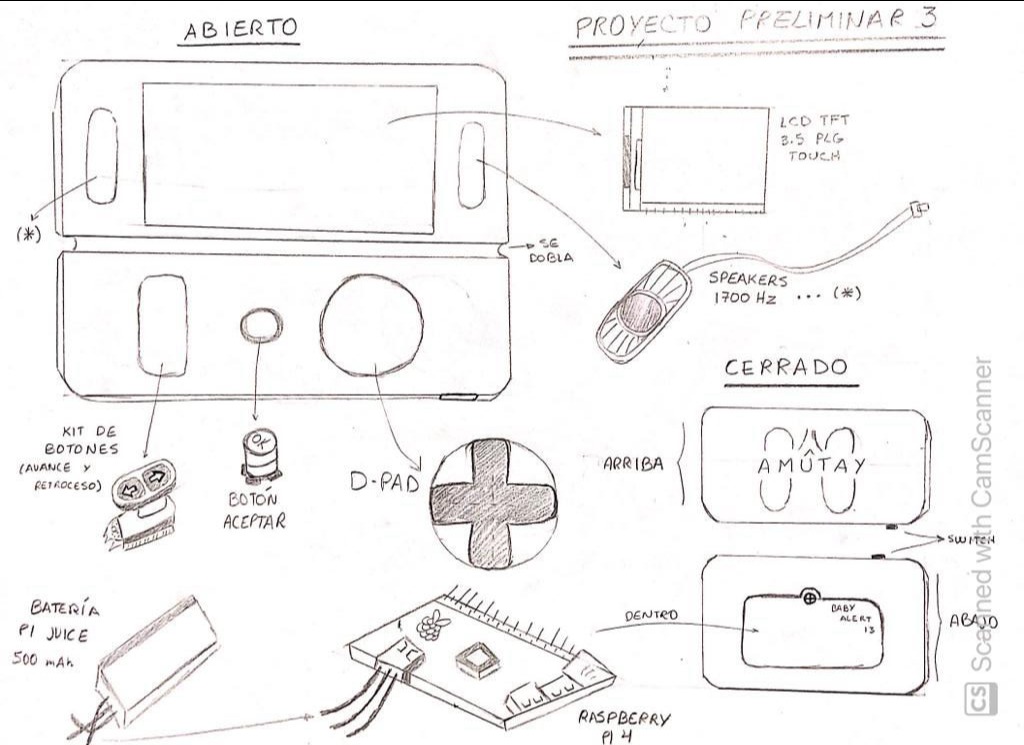 ABIERTO
PROYECTO PRELIMINAR 3
LCD TFT
3.5 PLG
TOUCH
(*)
SE
DOBLA
SPEAKERS
1700 Hz ... (*)
CERRADO
KIT DE
BOTONES
(AVANCE Y
RETROCESO)
OK
BOTÓN
ACEPTAR
D-PAD
ARRIBA
AMÛTAY
SWITCH
BATERÍA
PI JUICE
500 mAh
DENTRO
BABY
ALERT
13
ABAJO
RASPBERRY
PI 4
CS Scanned with CamScanner